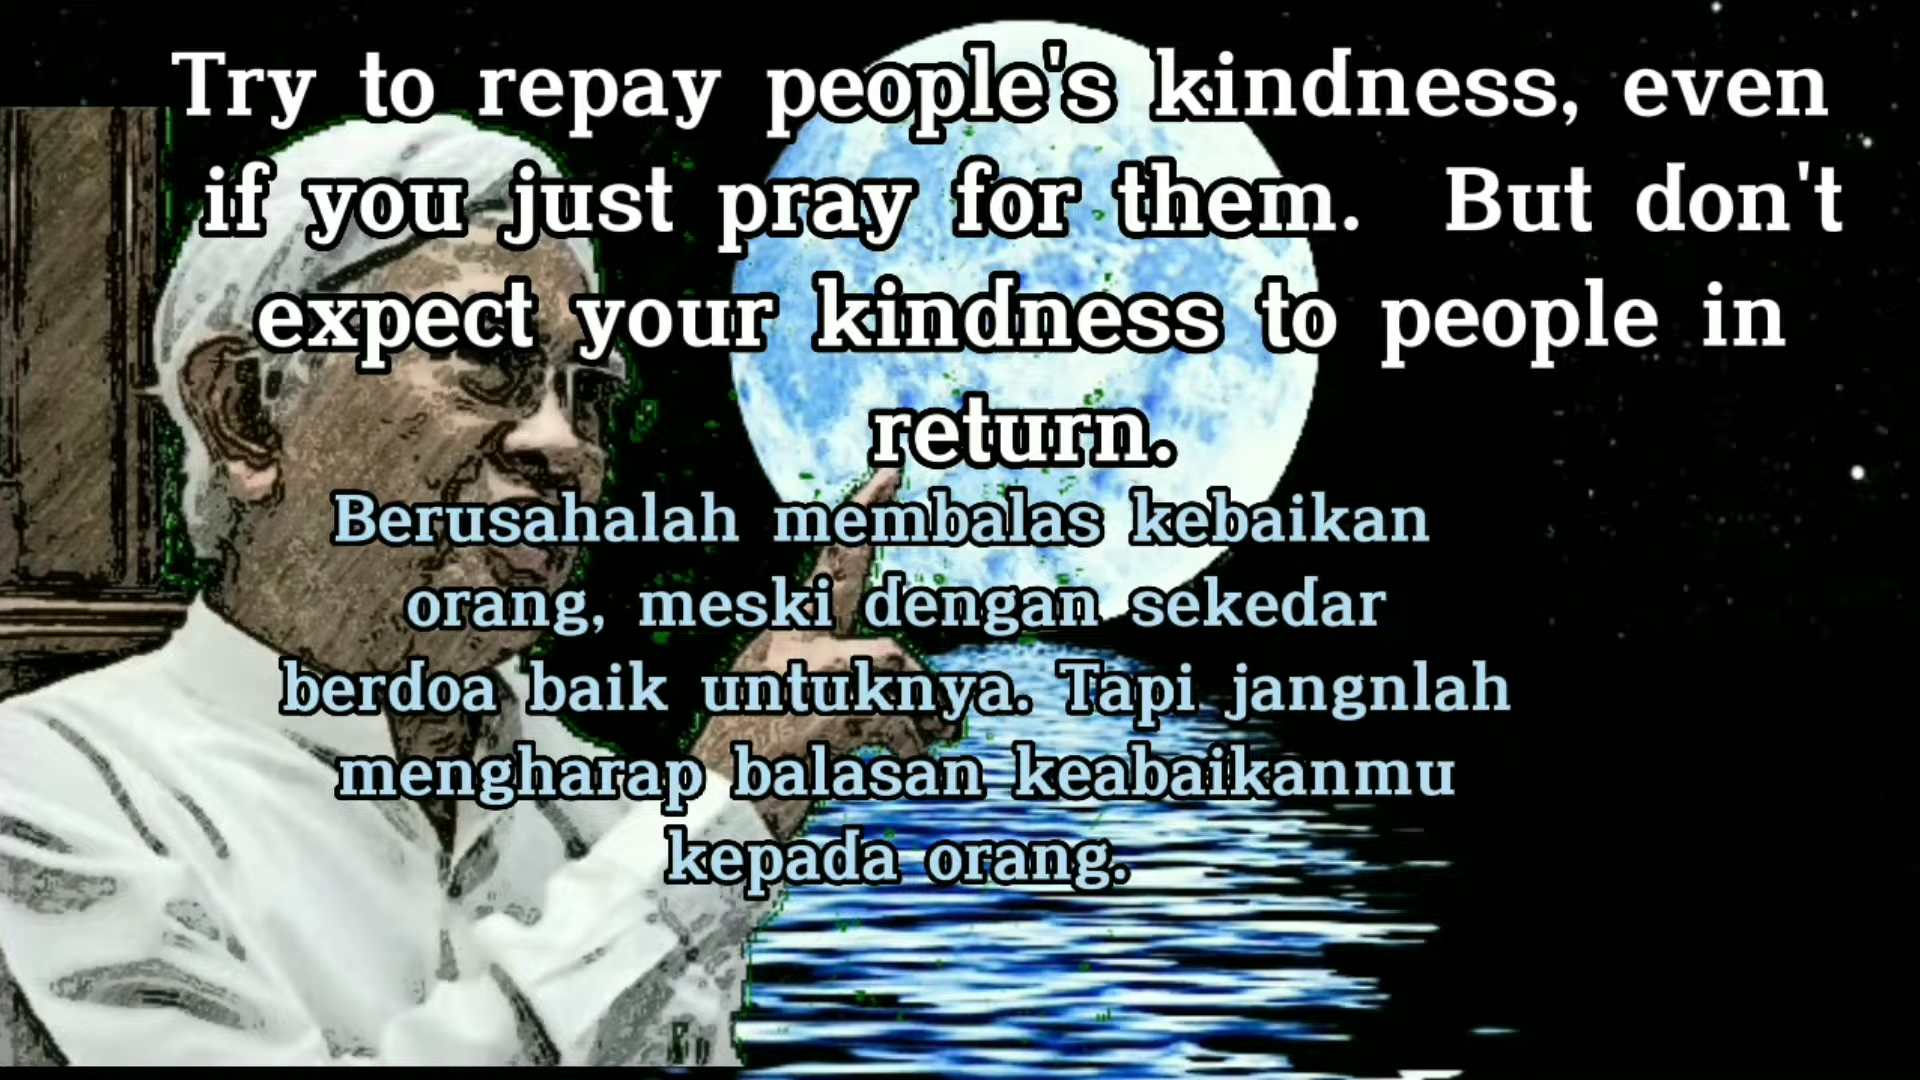 Try to repay people's kindness, even
if you just pray for them. But don't
expect your kindness to people in
return.
Berusahalah membalas kebaikan
orang, meski dengan sekedar
berdoa baik untuknya. Tapi jangnlah
mengharap balasan keabaikanmu
kepada orang.